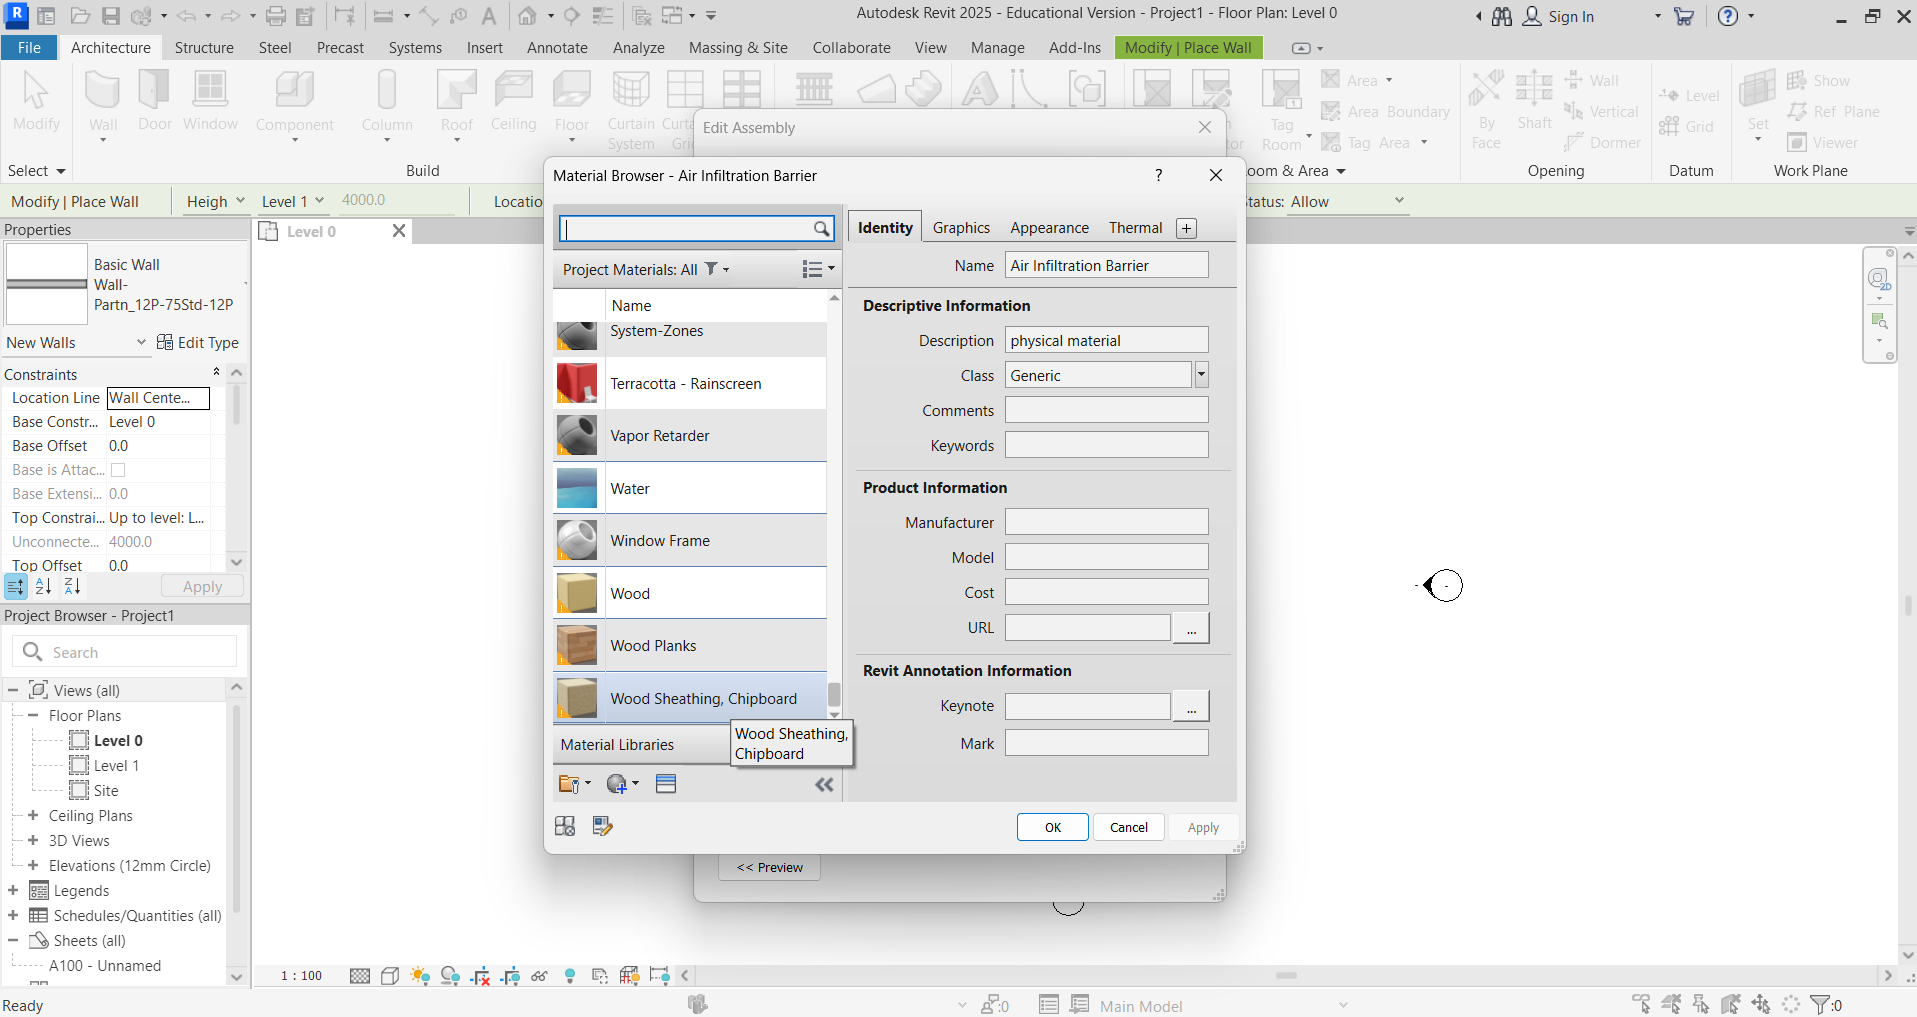 Autodesk Revit 2025 - Educational Version - Project1 - Floor Plan: Level 0
Sign In
File Architecture Structure Steel Precast Systems Insert Annotate Analyze Massing & Site Collaborate View Manage Add-Ins Modify | Place Wall
Modify
Wall
Door
Window
Component
Column
Roof
Ceiling
Floor
Curtain
System
Tag
Room
Area
Area Boundary
Tag Area
By
Face
Shaft
Wall
Vertical
Dormer
Level
Grid
Set
Show
Ref Plane
Viewer
Select
Build
oom & Area
Opening
Datum
Work Plane
Modify | Place Wall
Heigh
Level 1
4000.0
Locatio
tatus: Allow
Properties
Level 0
Basic Wall
Wall-
Partn_12P-75Std-12P
New Walls
Edit Type
Constraints
Location Line Wall Cente...
Base Constr... Level 0
Base Offset 0.0
Base is Attac...
Base Extensi... 0.0
Top Constrai... Up to level: L...
Unconnecte... 4000.0
Top Offset 0.0
Apply
Project Browser - Project1
Search
Views (all)
Floor Plans
Level 0
Level 1
Site
Ceiling Plans
3D Views
Elevations (12mm Circle)
Legends
Schedules/Quantities (all)
Sheets (all)
A100 - Unnamed
Edit Assembly
Material Browser - Air Infiltration Barrier
?
Project Materials: All
Name
System-Zones
Terracotta - Rainscreen
Vapor Retarder
Water
Window Frame
Wood
Wood Planks
Wood Sheathing, Chipboard
Wood Sheathing,
Chipboard
Material Libraries
Identity Graphics Appearance Thermal +
Name Air Infiltration Barrier
Descriptive Information
Description physical material
Class Generic
Comments
Keywords
Product Information
Manufacturer
Model
Cost
URL ...
Revit Annotation Information
Keynote ...
Mark
OK Cancel Apply
<< Preview
1 : 100
Ready
:0
Main Model
:0